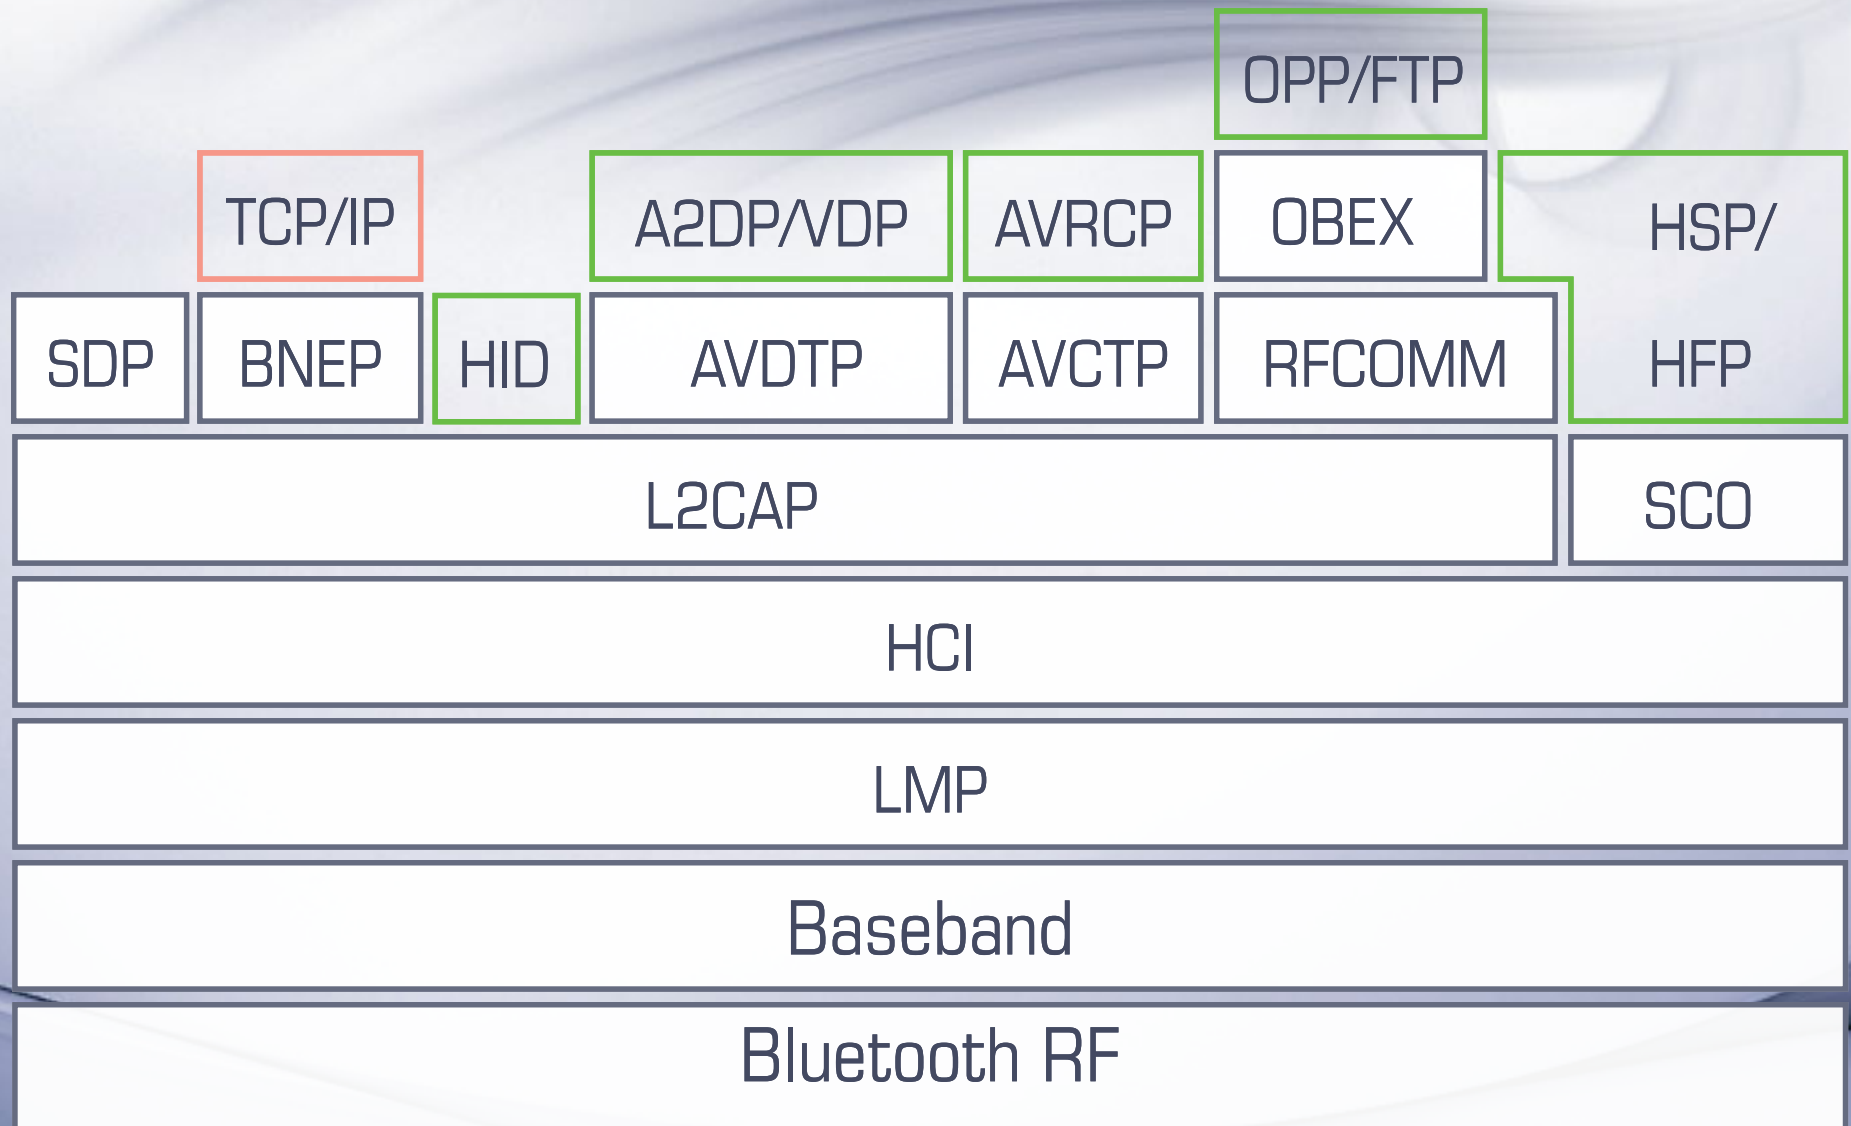 OPP/FTP
TCP/IP
A2DP/VDP
AVRCP
OBEX
HSP/
SDP
BNEP
HID
AVDTP
AVCTP
RFCOMM
HFP
L2CAP
SCO
HCI
LMP
Baseband
Bluetooth RF